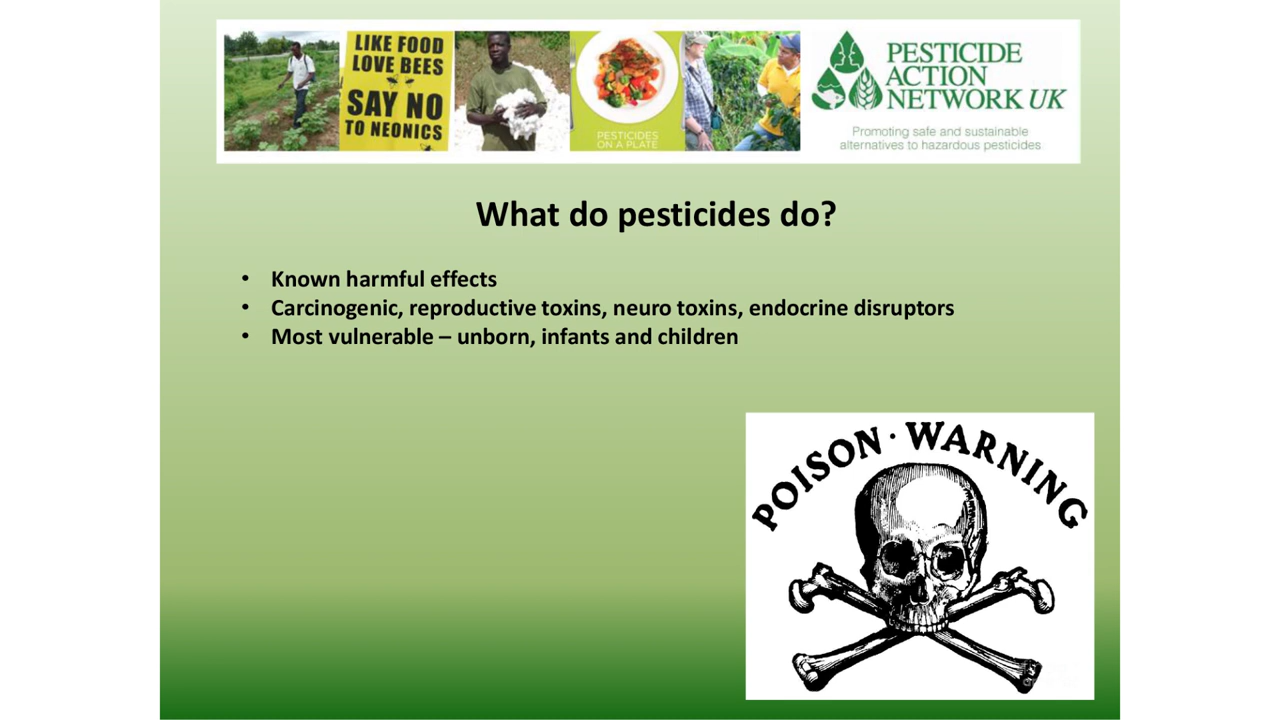 LIKE FOOD
LOVE BEES
SAY NO
TO NEONICS
PESTICIDES
ON A PLATE
PESTICIDE
ACTION
NETWORK UK
Promoting safe and sustainable
alternatives to hazardous pesticides
What do pesticides do?
• Known harmful effects
• Carcinogenic, reproductive toxins, neuro toxins, endocrine disruptors
• Most vulnerable – unborn, infants and children
POISON · WARNING